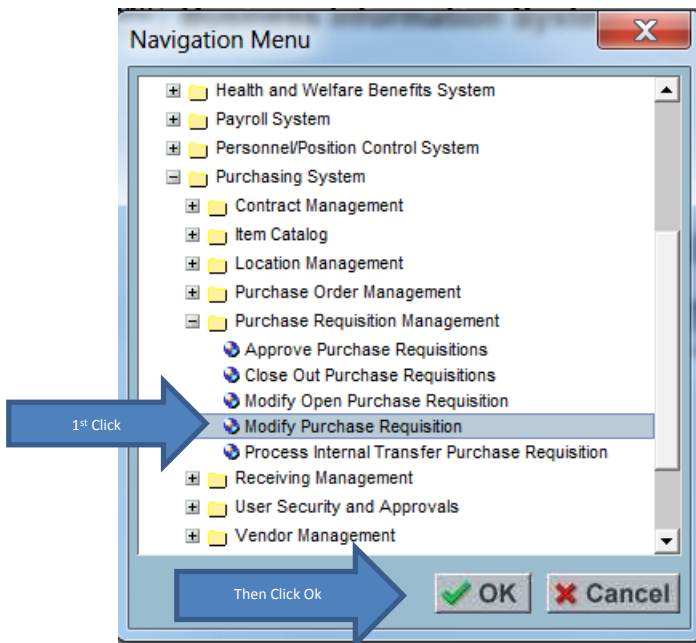 Navigation Menu
Health and Welfare Benefits System
Payroll System
Personnel/Position Control System
Purchasing System
Contract Management
Item Catalog
Location Management
Purchase Order Management
Purchase Requisition Management
Approve Purchase Requisitions
Close Out Purchase Requisitions
Modify Open Purchase Requisition
1st Click
Modify Purchase Requisition
Process Internal Transfer Purchase Requisition
Receiving Management
User Security and Approvals
Vendor Management
Then Click Ok
OK Cancel